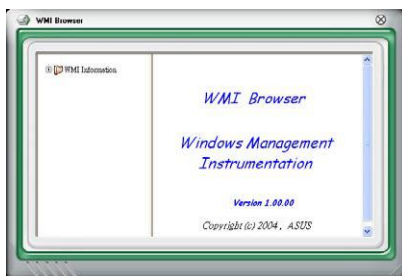 WMI Browser
WMI Information
WMI Browser
Windows Management
Instrumentation
Version 1.00.00
Copyright (c) 2004, ASUS